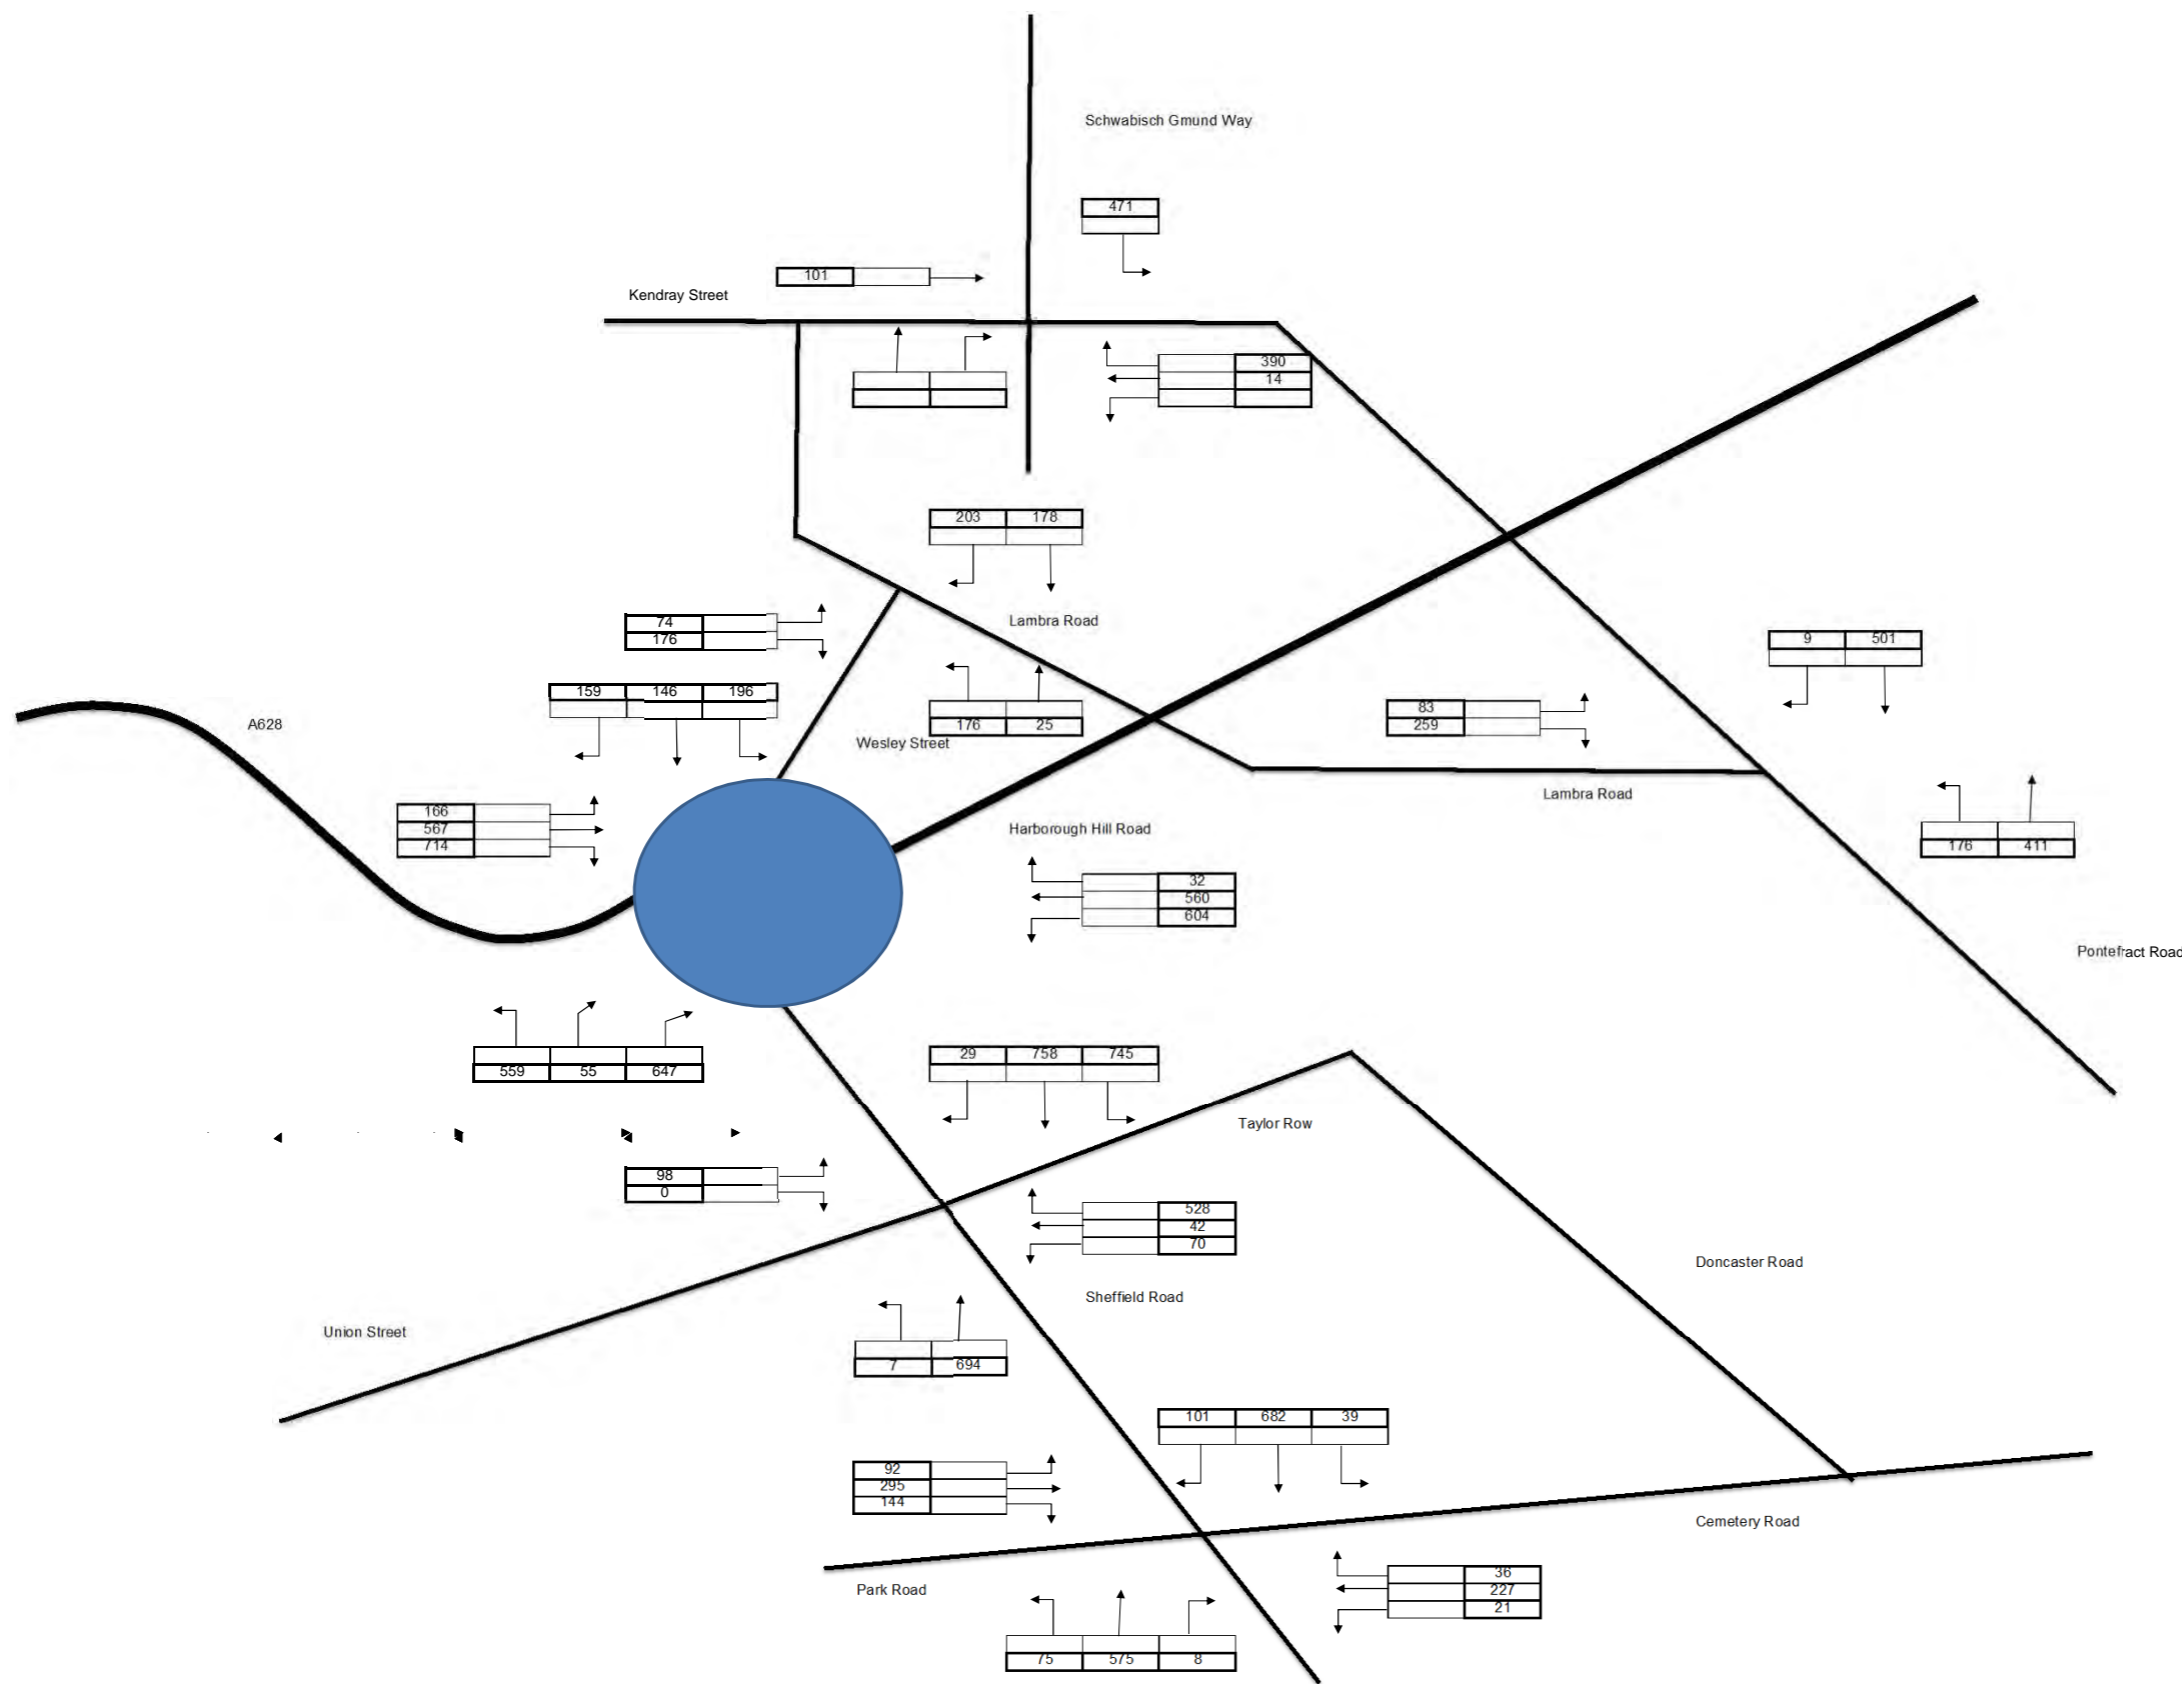 Schwabisch Gmund Way
471
101
Kendray Street
390
14
203 178
Lambra Road
74
176
9 501
159 146 196
A628
176 25
Wesley Street
83
259
Lambra Road
166
567
714
Harborough Hill Road
176 411
32
560
604
Pontefract Road
559 55 647
29 758 745
Taylor Row
98
0
528
42
70
Doncaster Road
Sheffield Road
Union Street
7 694
101 682 39
92
295
144
Cemetery Road
Park Road
36
227
21
75 575 8